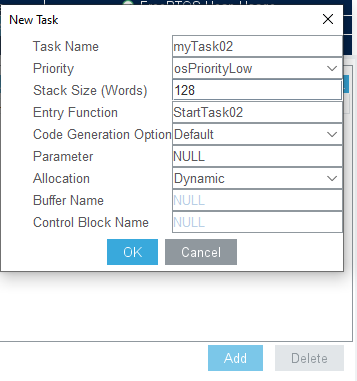 New Task
Task Name myTask02
Priority osPriorityLow
Stack Size (Words) 128
Entry Function StartTask02
Code Generation Option Default
Parameter NULL
Allocation Dynamic
Buffer Name NULL
Control Block Name NULL
OK Cancel
Add Delete